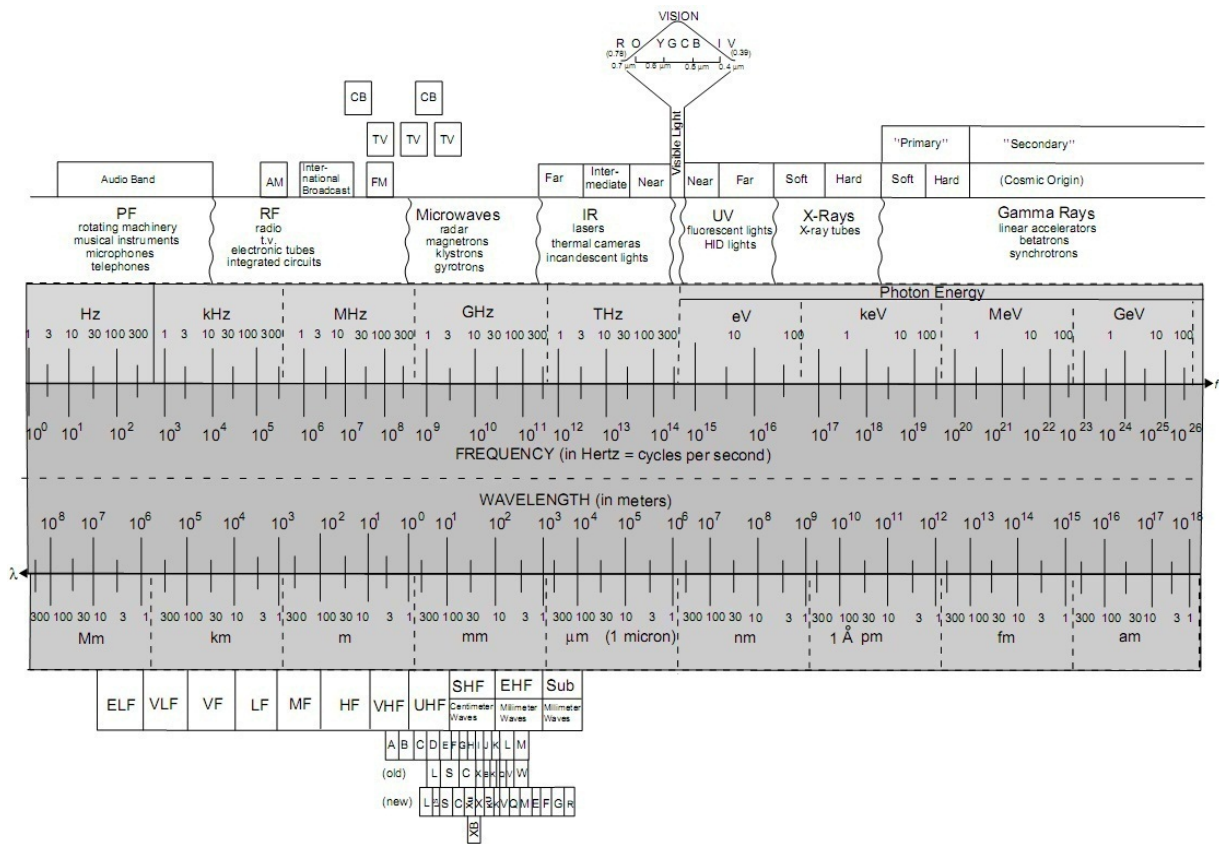 VISION
R O Y G C B I V
(0.78) (0.39)
0.7 µm 0.6 µm 0.5 µm 0.4 µm
CB CB
TV TV TV
Visible Light
"Primary" "Secondary"
Audio Band AM Inter-national Broadcast FM Far Inter-mediate Near Near Far Soft Hard Soft Hard (Cosmic Origin)
PF
rotating machinery
musical instruments
microphones
telephones
RF
radio
t.v.
electronic tubes
integrated circuits
Microwaves
radar
magnetrons
klystrons
gyrotrons
IR
lasers
thermal cameras
incandescent lights
UV
fluorescent lights
HID lights
X-Rays
X-ray tubes
Gamma Rays
linear accelerators
betatrons
synchrotrons
Photon Energy
Hz kHz MHz GHz THz eV keV MeV GeV
1 3 10 30 100 300 1 3 10 30 100 300 1 3 10 30 100 300 1 3 10 30 100 300 1 3 10 30 100 300 1 10 100 1 10 100 1 10 100 1 10 100
f
10⁰ 10¹ 10² 10³ 10⁴ 10⁵ 10⁶ 10⁷ 10⁸ 10⁹ 10¹⁰ 10¹¹ 10¹² 10¹³ 10¹⁴ 10¹⁵ 10¹⁶ 10¹⁷ 10¹⁸ 10¹⁹ 10²⁰ 10²¹ 10²² 10²³ 10²⁴ 10²⁵ 10²⁶
FREQUENCY (in Hertz = cycles per second)
WAVELENGTH (in meters)
10⁸ 10⁷ 10⁶ 10⁵ 10⁴ 10³ 10² 10¹ 10⁰ 10¹ 10² 10³ 10⁴ 10⁵ 10⁶ 10⁷ 10⁸ 10⁹ 10¹⁰ 10¹¹ 10¹² 10¹³ 10¹⁴ 10¹⁵ 10¹⁶ 10¹⁷ 10¹⁸
λ
300 100 30 10 3 1 300 100 30 10 3 1 300 100 30 10 3 1 300 100 30 10 3 1 300 100 30 10 3 1 300 100 30 10 3 1 300 100 30 10 3 1 300 100 30 10 3 1 300 100 30 10 3 1
Mm km m mm µm (1 micron) nm 1 Å pm fm am
ELF VLF VF LF MF HF VHF UHF SHF Centimeter Waves EHF Millimeter Waves Sub Millimeter Waves
A B C D E F G H I J K L M
(old) L S C X K V W
(new) L S C X K V Q M E F G R
XB